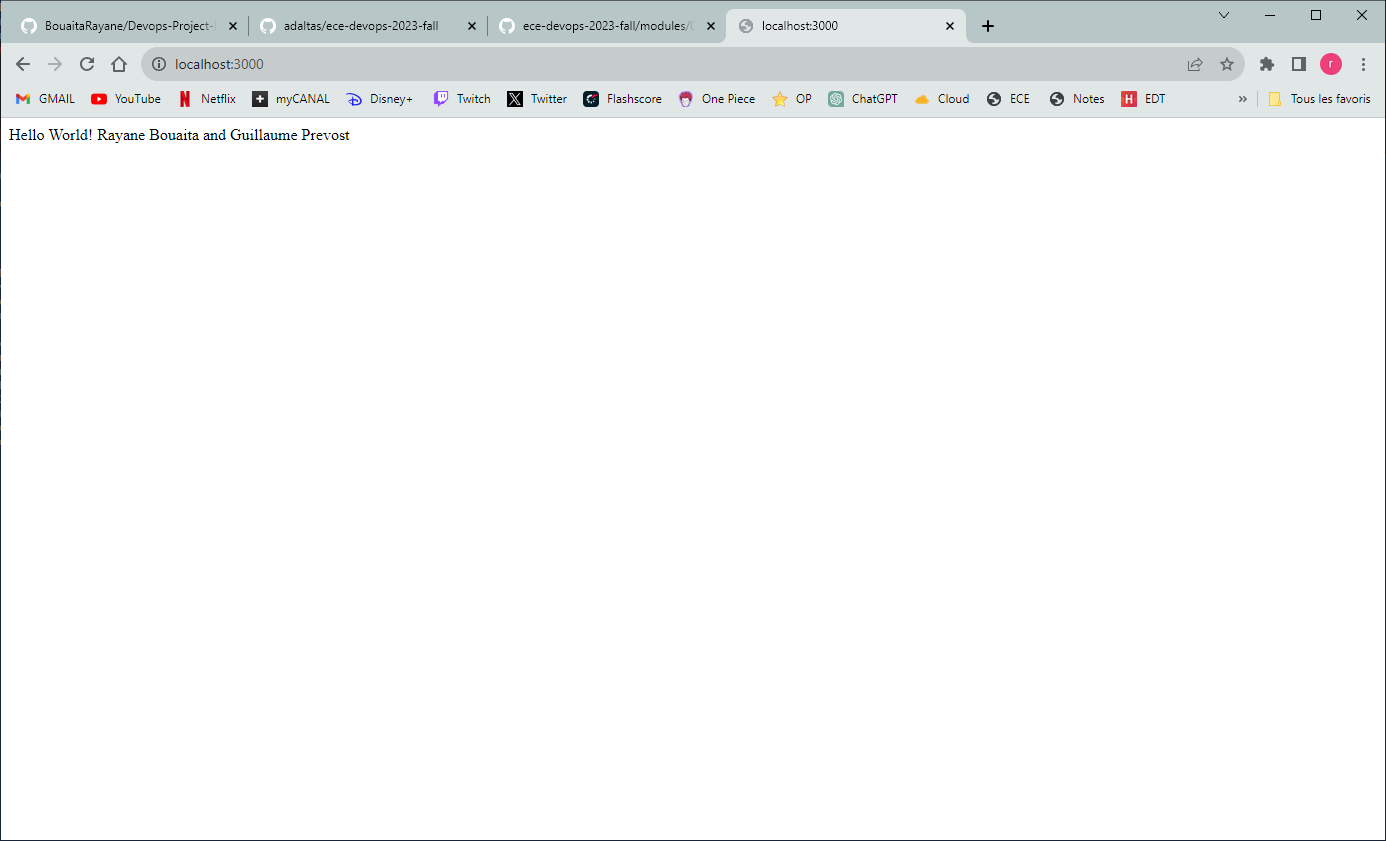 BouaitaRayane/Devops-Project- adaltas/ece-devops-2023-fall ece-devops-2023-fall/modules/ localhost:3000
localhost:3000 r
GMAIL YouTube Netflix myCANAL Disney+ Twitch Twitter Flashscore One Piece OP ChatGPT Cloud ECE Notes H EDT » Tous les favoris
Hello World! Rayane Bouaita and Guillaume Prevost